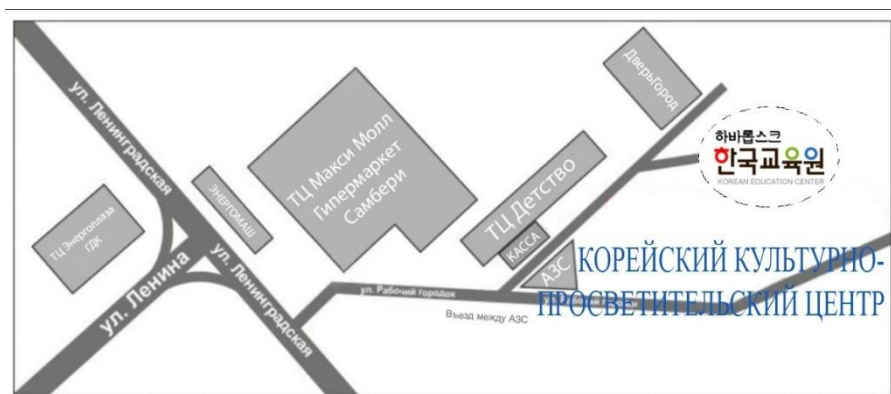 ул. Ленинградская
ТЦ Энергоплаза
ГДК
ЭНЕРГОМАШ
ул. Ленина
ул. Ленинградская
ТЦ Макси Молл
Гипермаркет
Самбери
ул. Рабочий городок
Въезд между АЗС
ТЦ Детство
КАССА
АЗС
ДверьГород
하바롭스크
한국교육원
KOREAN EDUCATION CENTER
КОРЕЙСКИЙ КУЛЬТУРНО-
ПРОСВЕТИТЕЛЬСКИЙ ЦЕНТР